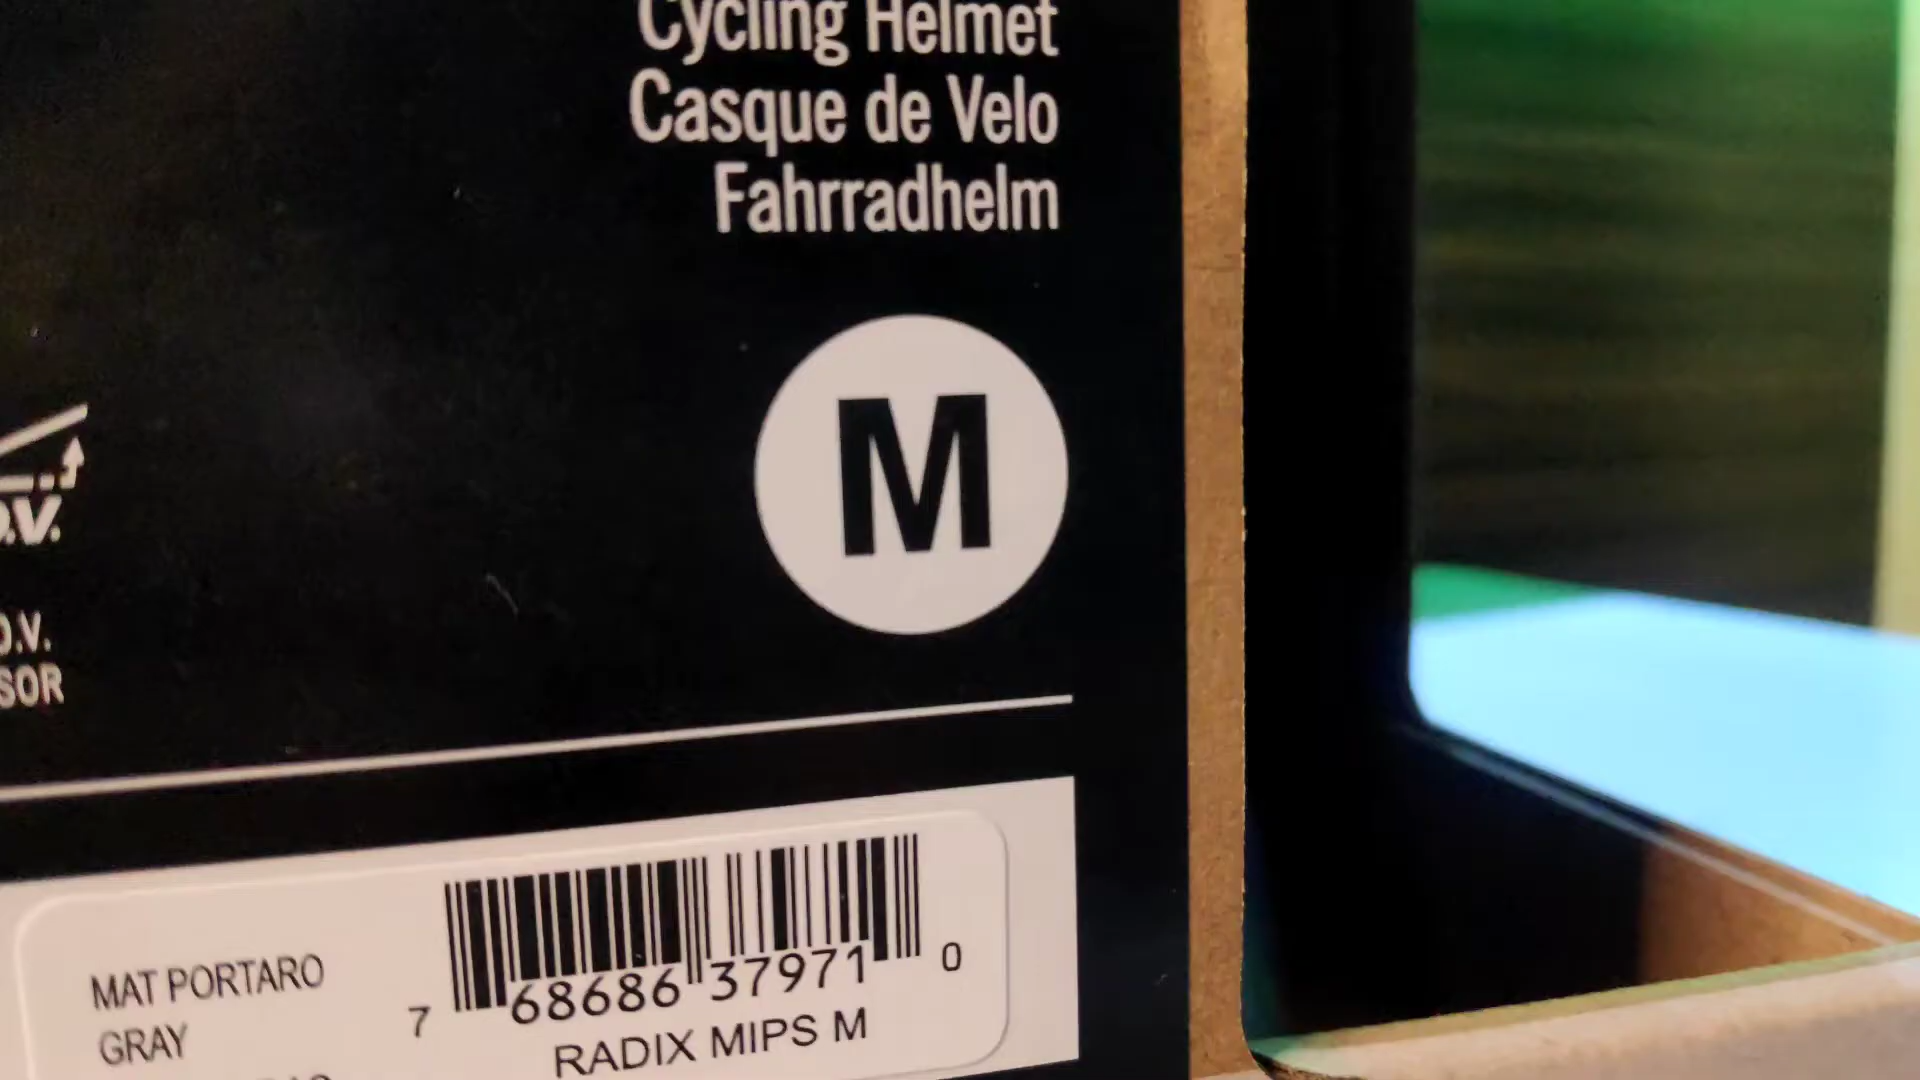 Cycling Helmet
Casque de Velo
Fahrradhelm
M
.V.
O.V.
SOR
MAT PORTARO
GRAY
7 68686 37971 0
RADIX MIPS M